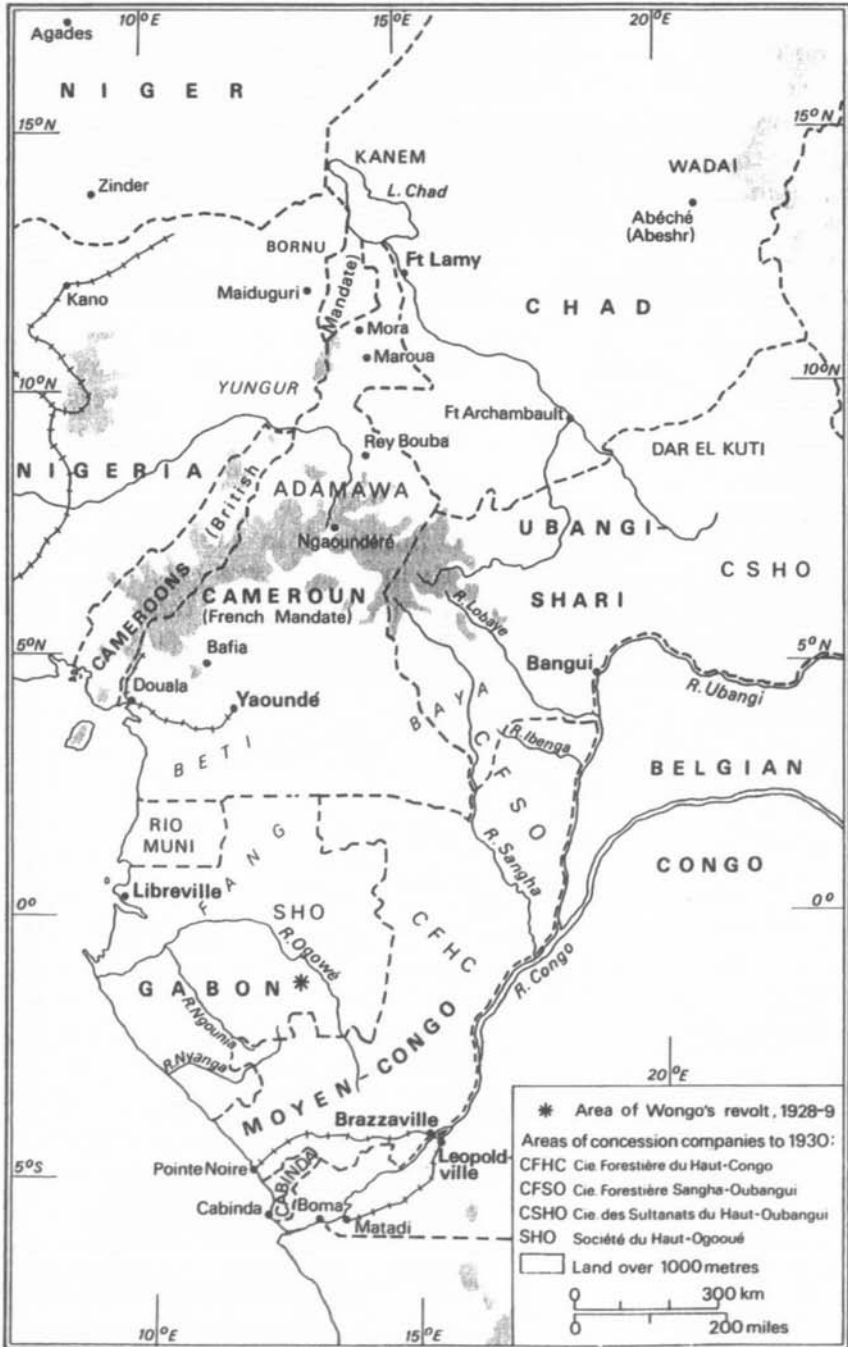 10°E
15°E
20°E
Agades
NIGER
15°N
15°N
KANEM
WADAI
L. Chad
Zinder
Abéché
(Abeshr)
BORNU
Ft Lamy
Mandate)
Kano
Maiduguri
CHAD
Mora
Maroua
10°N
10°N
YUNGUR
Ft Archambault
Rey Bouba
DAR EL KUTI
NIGERIA
(British
ADAMAWA
UBANGI-
Ngaoundéré
CSHO
CAMEROONS
CAMEROUN
(French Mandate)
SHARI
R. Lobaye
5°N
5°N
Bafia
Bangui
R. Ubangi
Douala
Yaoundé
BAYA
R. Ibenga
BETI
CFSO
BELGIAN
RIO
MUNI
FANG
R. Sangha
CONGO
Libreville
0°
0°
SHO
R. Ogowé
CFHC
R. Congo
GABON
R. Ngounia
R. Nyanga
MOYEN-CONGO
20°E
Brazzaville
Leopold-
ville
Pointe Noire
5°S
CABINDA
Cabinda
Boma
Matadi
Area of Wongo's revolt, 1928-9
Areas of concession companies to 1930:
CFHC Cie. Forestière du Haut-Congo
CFSO Cie. Forestière Sangha-Oubangui
CSHO Cie. des Sultanats du Haut-Oubangui
SHO Société du Haut-Ogooué
Land over 1000 metres
0 300 km
0 200 miles
10°E
15°E